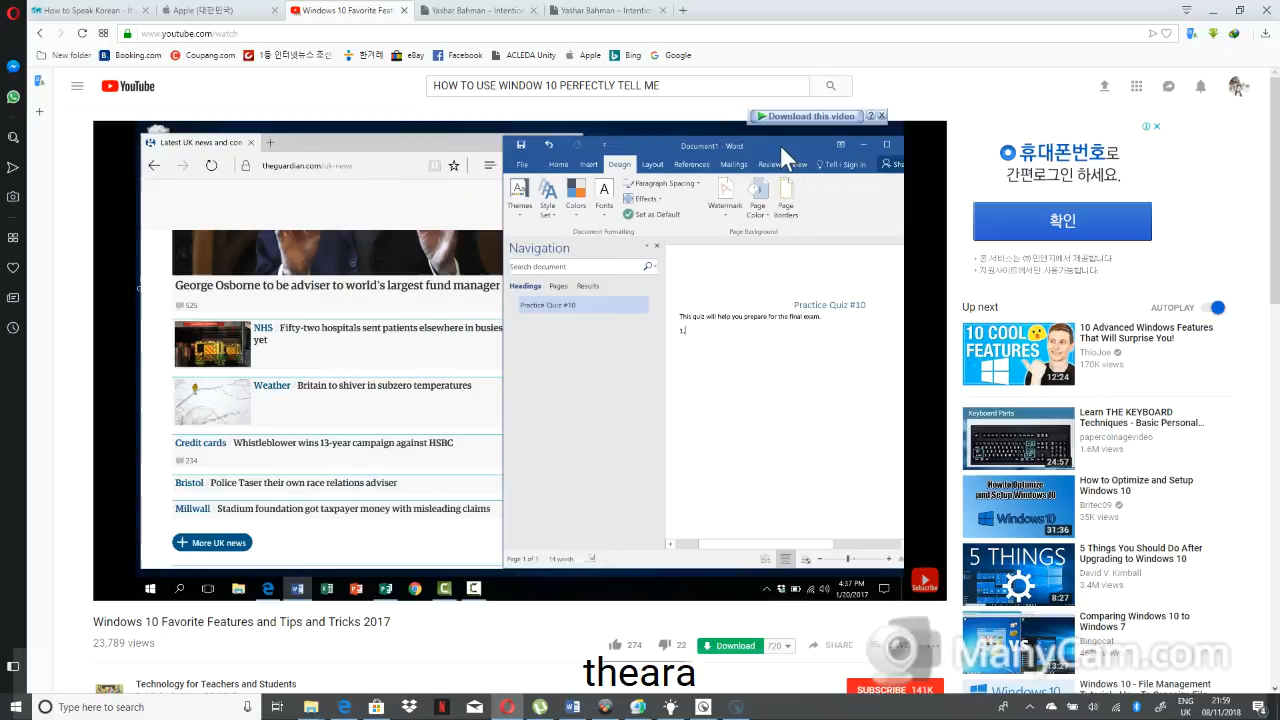 How to Speak Korean - It
Apple (대한민국)
Windows 10 Favorite Feat
Yashar Bahman – Intention
Yashar Bahman – Intention
www.youtube.com/watch
New folder
Booking.com
Coupang.com
1등 인터넷뉴스 조선
한겨레
eBay
Facebook
ACLEDA Unity
Apple
Bing
Google
YouTube
HOW TO USE WINDOW 10 PERFECTLY TELL ME
Download this video
Latest UK news and con
theguardian.com/uk-news
Document1 - Word
File Home Insert Design Layout References Mailings Review View Tell me Sign in Sha
Themes
Style Set
Colors
Fonts
Paragraph Spacing
Effects
Set as Default
Watermark
Page Color
Page Borders
Document Formatting
Page Background
Navigation
Search document
Headings Pages Results
Practice Quiz #10
Practice Quiz #10
This quiz will help you prepare for the final exam.
1.
George Osborne to be adviser to world's largest fund manager
525
NHS / Fifty-two hospitals sent patients elsewhere in busies
yet
Weather / Britain to shiver in subzero temperatures
Credit cards / Whistleblower wins 13-year campaign against HSBC
234
Bristol / Police Taser their own race relations adviser
Millwall / Stadium foundation got taxpayer money with misleading claims
More UK news
Page 1 of 1 14 words
4:37 PM
1/20/2017
Subscribe
휴대폰번호로
간편로그인 하세요.
확인
Up next
AUTOPLAY
10 COOL FEATURES
12:24
10 Advanced Windows Features
That Will Surprise You!
ThioJoe
170K views
Keyboard Parts
24:57
Learn THE KEYBOARD
Techniques - Basic Personal...
papercoinagevideo
1.6M views
How to Optimize
and Setup
Windows 10
31:36
How to Optimize and Setup
Windows 10
Britec09
35K views
5 THINGS
8:27
5 Things You Should Do After
Upgrading to Windows 10
David V. Kimball
3.4M views
13:27
Comparing Windows 10 to
Windows 7
Bingocat
Windows 10
Windows 10 - File Management
Windows 10 Favorite Features and Tips and Tricks 2017
23,789 views
274
22
Download 720
SHARE
SAVE
ManyCam.com
theara
Technology for Teachers and Students
SUBSCRIBE 141K
Type here to search
ENG
UK
21:59
08/11/2018